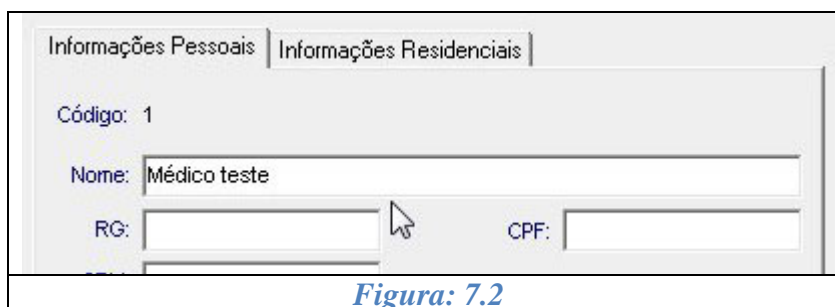 Informações Pessoais Informações Residenciais
Código: 1
Nome: Médico teste
RG: CPF:
Figura: 7.2